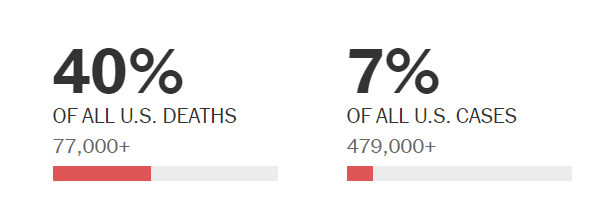 40%
OF ALL U.S. DEATHS
77,000+
7%
OF ALL U.S. CASES
479,000+